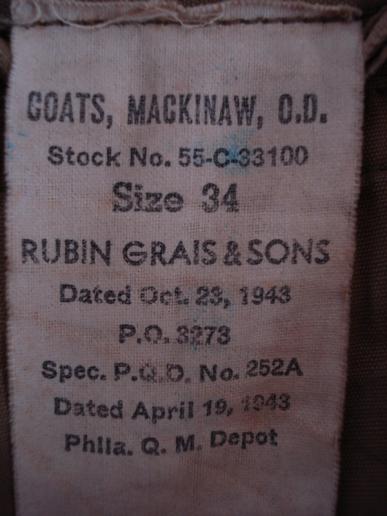 COATS, MACKINAW, O.D.
Stock No. 55-C-33100
Size 34
RUBIN GRAIS & SONS
Dated Oct. 23, 1943
P.O. 3273
Spec. P.Q.D. No. 252A
Dated April 19, 1943
Phila. Q. M. Depot